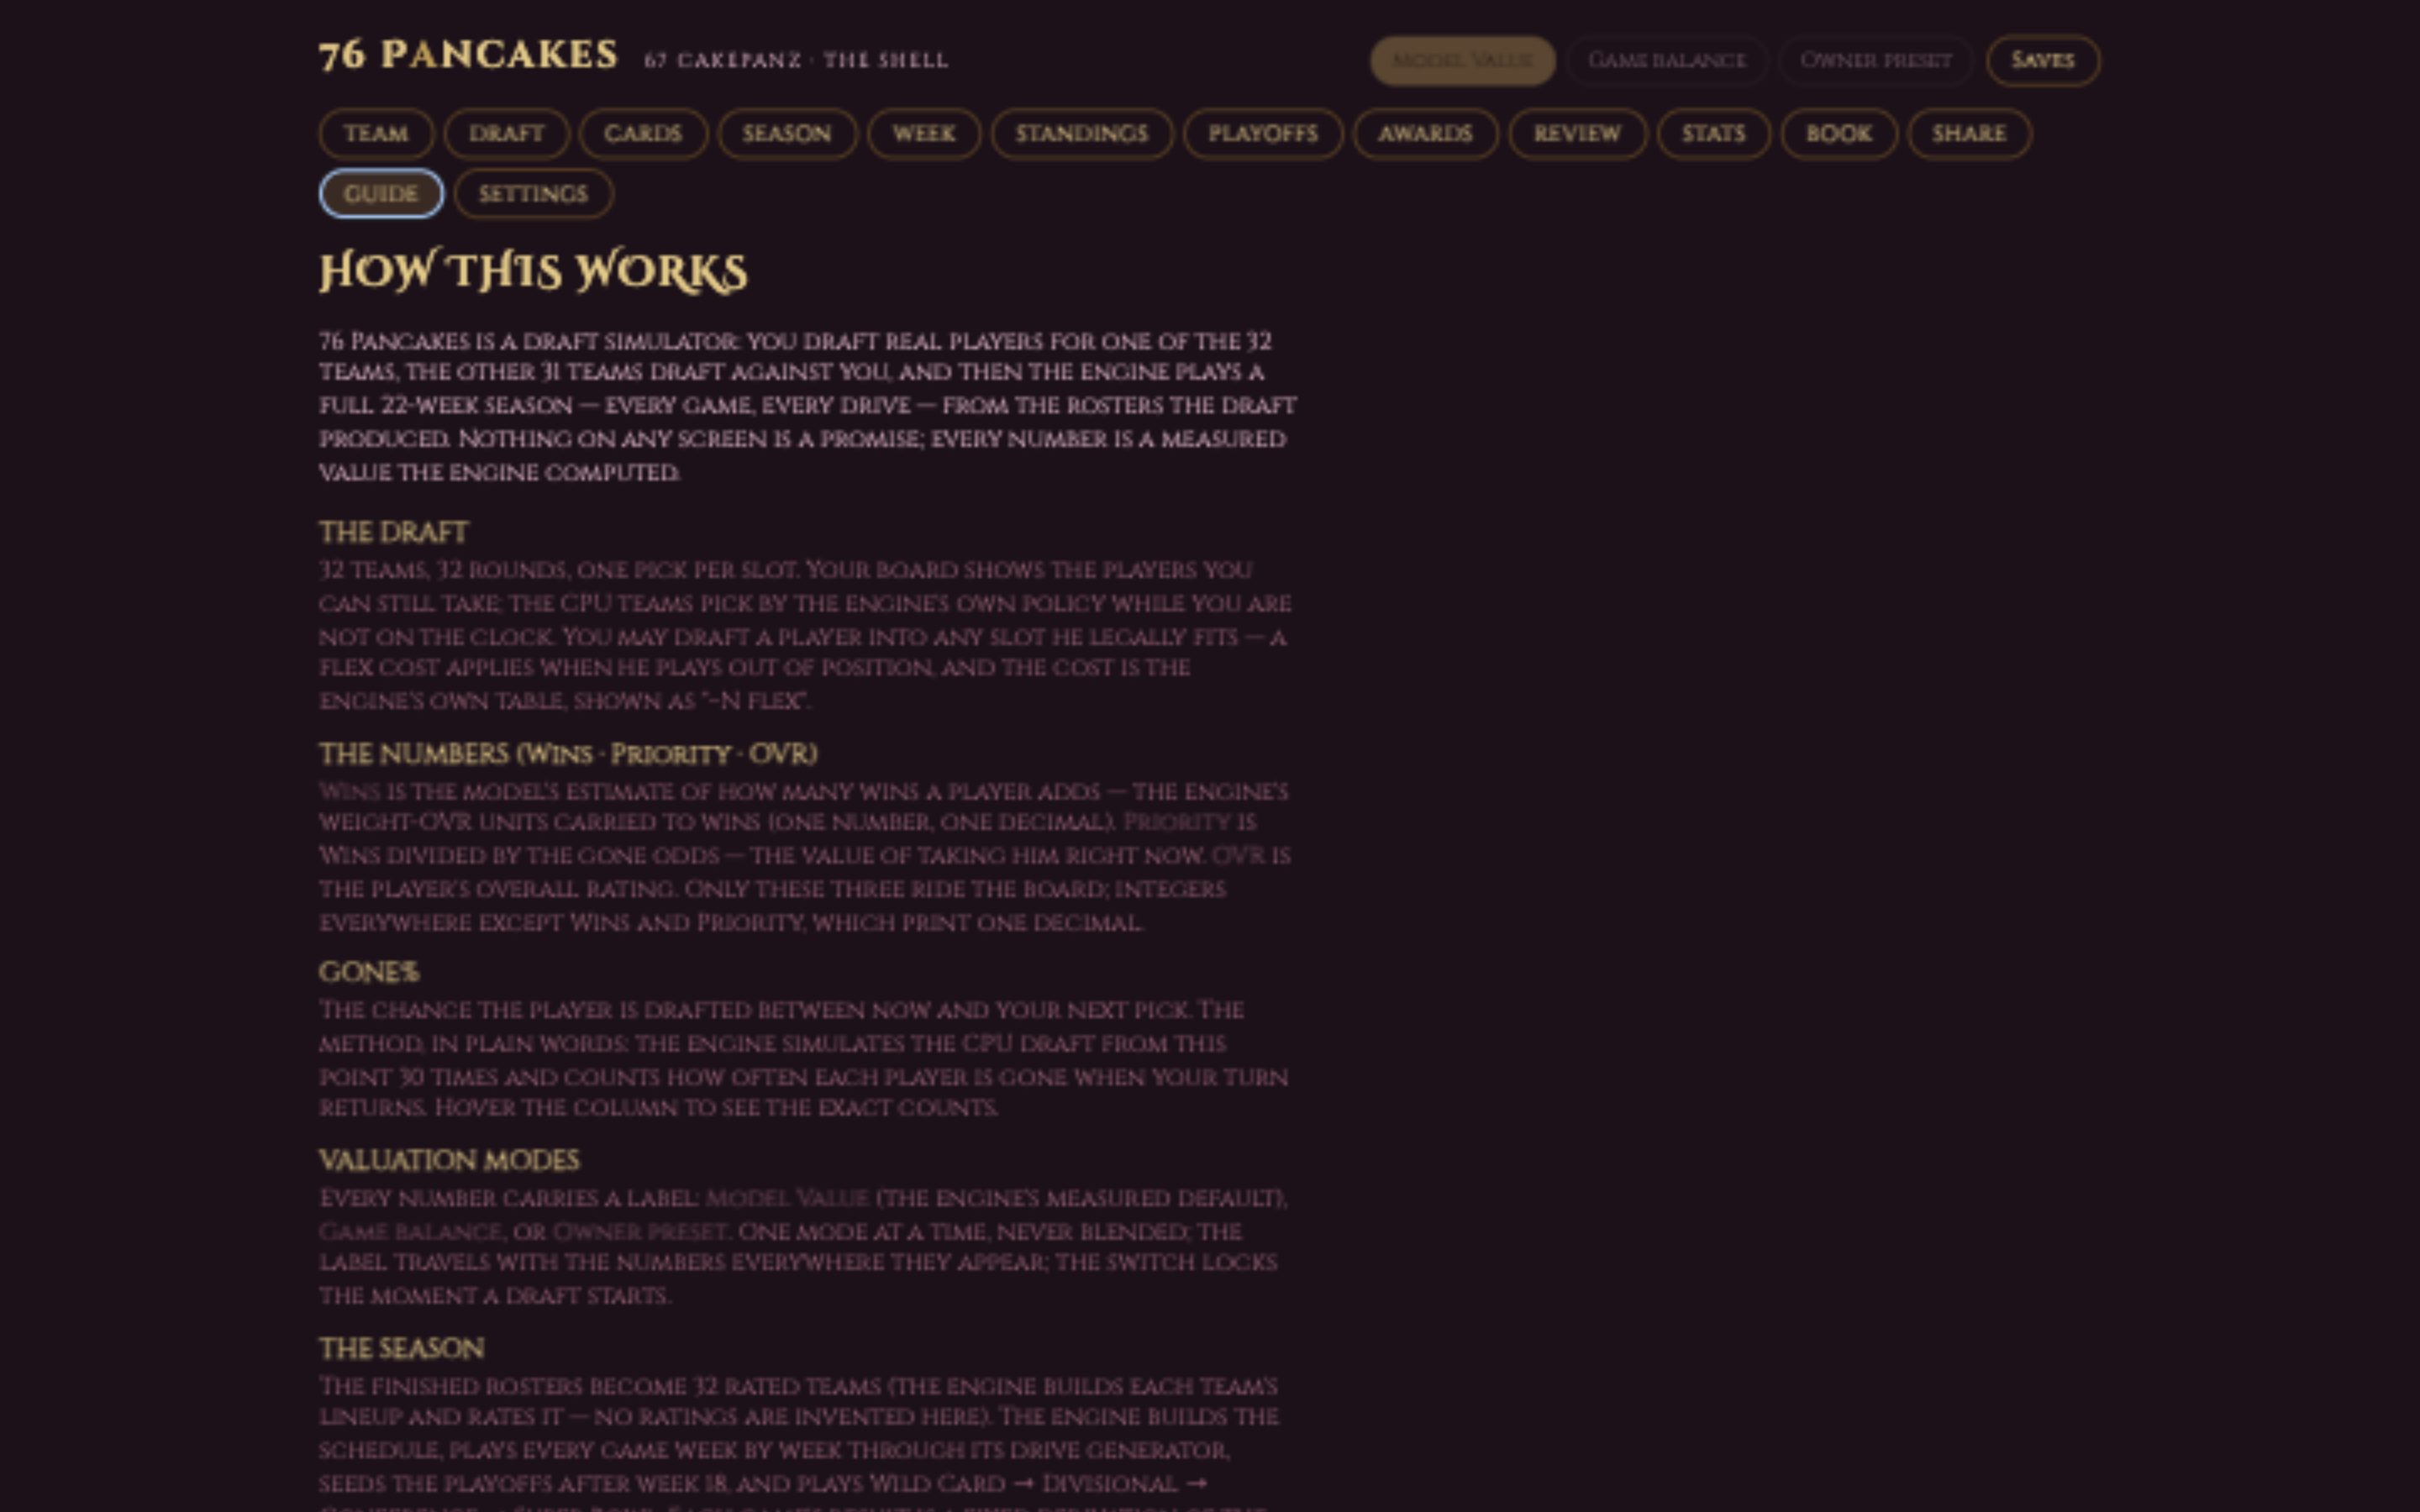 76 PANCAKES 67 CAKEPANZ · THE SHELL Model Value Game balance Owner preset Saves
TEAM DRAFT CARDS SEASON WEEK STANDINGS PLAYOFFS AWARDS REVIEW STATS BOOK SHARE
GUIDE SETTINGS
HOW THIS WORKS
76 Pancakes is a draft simulator: you draft real players for one of the 32
teams, the other 31 teams draft against you, and then the engine plays a
full 22-week season — every game, every drive — from the rosters the draft
produced. Nothing on any screen is a promise; every number is a measured
value the engine computed.
THE DRAFT
32 teams, 32 rounds, one pick per slot. Your board shows the players you
can still take; the CPU teams pick by the engine's own policy while you are
not on the clock. You may draft a player into any slot he legally fits — a
flex cost applies when he plays out of position, and the cost is the
engine's own table, shown as "−N flex".
THE NUMBERS (Wins · Priority · OVR)
Wins is the model's estimate of how many wins a player adds — the engine's
weight-OVR units carried to wins (one number, one decimal). Priority is
Wins divided by the gone odds — the value of taking him right now. OVR is
the player's overall rating. Only these three ride the board; integers
everywhere except Wins and Priority, which print one decimal.
GONE%
The chance the player is drafted between now and your next pick. The
method, in plain words: the engine simulates the CPU draft from this
point 30 times and counts how often each player is gone when your turn
returns. Hover the column to see the exact counts.
VALUATION MODES
Every number carries a label: Model Value (the engine's measured default),
Game balance, or Owner preset. One mode at a time, never blended; the
label travels with the numbers everywhere they appear; the switch locks
the moment a draft starts.
THE SEASON
The finished rosters become 32 rated teams (the engine builds each team's
lineup and rates it — no ratings are invented here). The engine builds the
schedule, plays every game week by week through its drive generator,
seeds the playoffs after week 18, and plays Wild Card → Divisional →